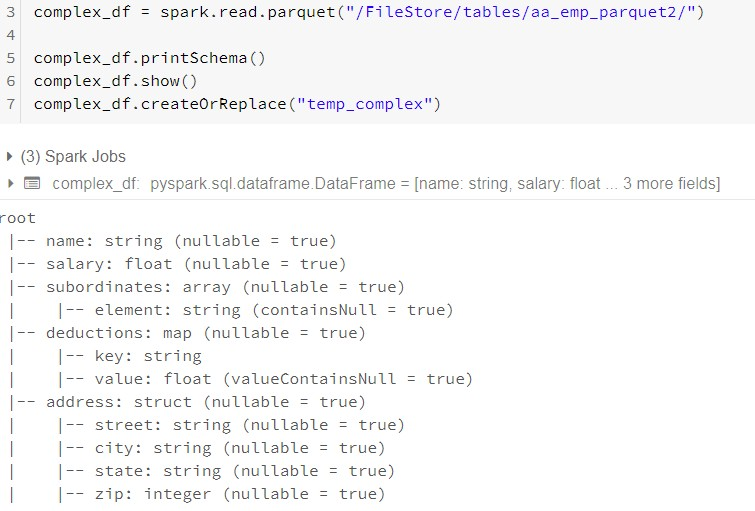 3 complex_df = spark.read.parquet("/FileStore/tables/aa_emp_parquet2/")
4
5 complex_df.printSchema()
6 complex_df.show()
7 complex_df.createOrReplace("temp_complex")
(3) Spark Jobs
complex_df: pyspark.sql.dataframe.DataFrame = [name: string, salary: float ... 3 more fields]
root
|-- name: string (nullable = true)
|-- salary: float (nullable = true)
|-- subordinates: array (nullable = true)
| |-- element: string (containsNull = true)
|-- deductions: map (nullable = true)
| |-- key: string
| |-- value: float (valueContainsNull = true)
|-- address: struct (nullable = true)
| |-- street: string (nullable = true)
| |-- city: string (nullable = true)
| |-- state: string (nullable = true)
| |-- zip: integer (nullable = true)